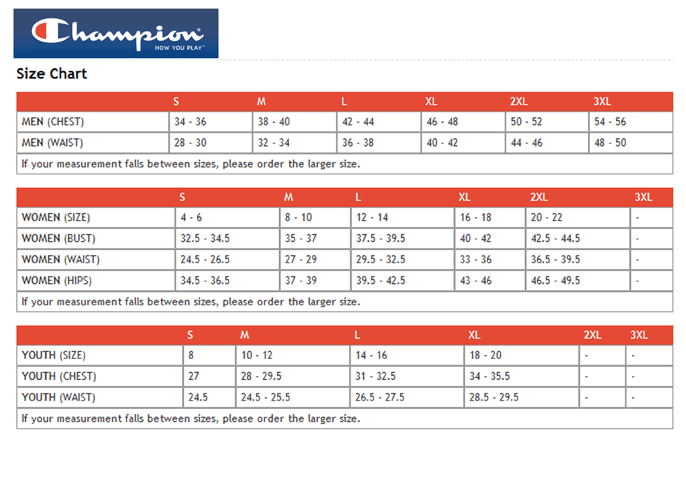 Champion
HOW YOU PLAY
Size Chart
S M L XL 2XL 3XL
MEN (CHEST) 34 - 36 38 - 40 42 - 44 46 - 48 50 - 52 54 - 56
MEN (WAIST) 28 - 30 32 - 34 36 - 38 40 - 42 44 - 46 48 - 50
If your measurement falls between sizes, please order the larger size.
S M L XL 2XL 3XL
WOMEN (SIZE) 4 - 6 8 - 10 12 - 14 16 - 18 20 - 22 -
WOMEN (BUST) 32.5 - 34.5 35 - 37 37.5 - 39.5 40 - 42 42.5 - 44.5 -
WOMEN (WAIST) 24.5 - 26.5 27 - 29 29.5 - 32.5 33 - 36 36.5 - 39.5 -
WOMEN (HIPS) 34.5 - 36.5 37 - 39 39.5 - 42.5 43 - 46 46.5 - 49.5 -
If your measurement falls between sizes, please order the larger size.
S M L XL 2XL 3XL
YOUTH (SIZE) 8 10 - 12 14 - 16 18 - 20 - -
YOUTH (CHEST) 27 28 - 29.5 31 - 32.5 34 - 35.5 - -
YOUTH (WAIST) 24.5 24.5 - 25.5 26.5 - 27.5 28.5 - 29.5 - -
If your measurement falls between sizes, please order the larger size.